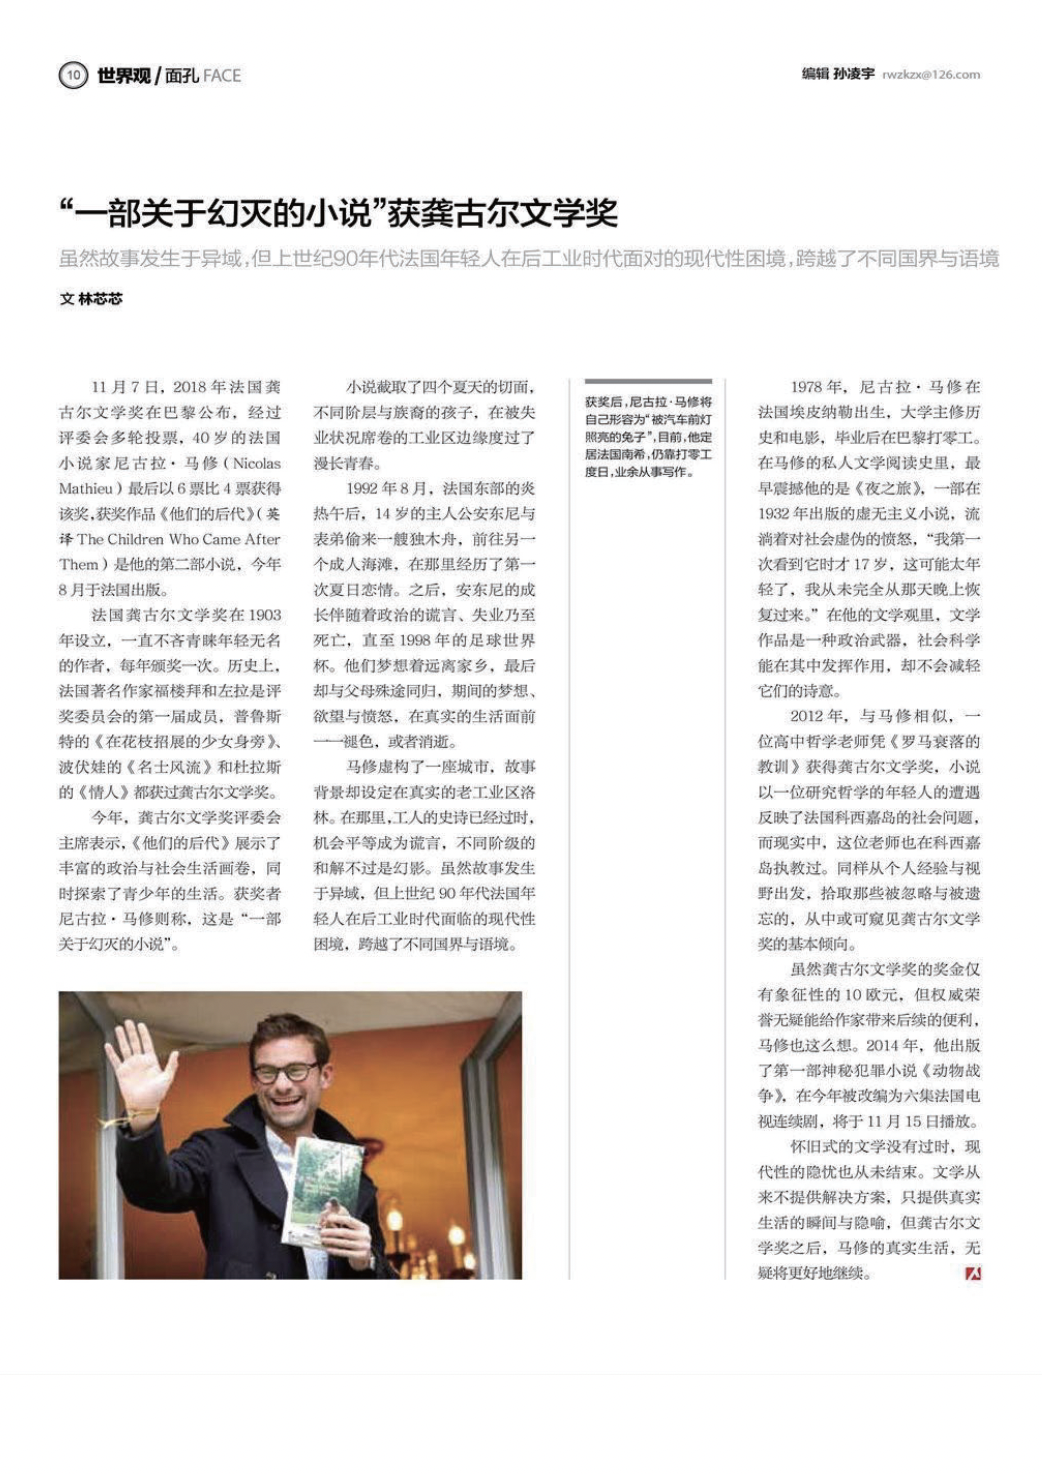 10 世界观 / 面孔 FACE
编辑 孙凌宇 rwzkzx@126.com
“一部关于幻灭的小说”获龚古尔文学奖
虽然故事发生于异域,但上世纪90年代法国年轻人在后工业时代面对的现代性困境,跨越了不同国界与语境
文 林芯芯
11 月 7 日，2018 年法国龚
古尔文学奖在巴黎公布，经过
评委会多轮投票，40 岁的法国
小说家尼古拉·马修（Nicolas
Mathieu）最后以 6 票比 4 票获得
该奖,获奖作品《他们的后代》（英
译 The Children Who Came After
Them）是他的第二部小说，今年
8 月于法国出版。
法国龚古尔文学奖在 1903
年设立，一直不吝青睐年轻无名
的作者，每年颁奖一次。历史上，
法国著名作家福楼拜和左拉是评
奖委员会的第一届成员，普鲁斯
特的《在花枝招展的少女身旁》、
波伏娃的《名士风流》和杜拉斯
的《情人》都获过龚古尔文学奖。
今年，龚古尔文学奖评委会
主席表示，《他们的后代》展示了
丰富的政治与社会生活画卷，同
时探索了青少年的生活。获奖者
尼古拉·马修则称，这是“一部
关于幻灭的小说”。
小说截取了四个夏天的切面，
不同阶层与族裔的孩子，在被失
业状况席卷的工业区边缘度过了
漫长青春。
1992 年 8 月，法国东部的炎
热午后，14 岁的主人公安东尼与
表弟偷来一艘独木舟，前往另一
个成人海滩，在那里经历了第一
次夏日恋情。之后，安东尼的成
长伴随着政治的谎言、失业乃至
死亡，直至 1998 年的足球世界
杯。他们梦想着远离家乡，最后
却与父母殊途同归，期间的梦想、
欲望与愤怒，在真实的生活面前
一一褪色，或者消逝。
马修虚构了一座城市，故事
背景却设定在真实的老工业区洛
林。在那里,工人的史诗已经过时，
机会平等成为谎言，不同阶级的
和解不过是幻影。虽然故事发生
于异域，但上世纪 90 年代法国年
轻人在后工业时代面临的现代性
困境，跨越了不同国界与语境。
获奖后,尼古拉·马修将
自己形容为“被汽车前灯
照亮的兔子”,目前,他定
居法国南希,仍靠打零工
度日,业余从事写作。
1978 年，尼古拉·马修在
法国埃皮纳勒出生，大学主修历
史和电影，毕业后在巴黎打零工。
在马修的私人文学阅读史里，最
早震撼他的是《夜之旅》，一部在
1932 年出版的虚无主义小说，流
淌着对社会虚伪的愤怒，“我第一
次看到它时才 17 岁，这可能太年
轻了，我从未完全从那天晚上恢
复过来。”在他的文学观里，文学
作品是一种政治武器，社会科学
能在其中发挥作用，却不会减轻
它们的诗意。
2012 年，与马修相似，一
位高中哲学老师凭《罗马衰落的
教训》获得龚古尔文学奖，小说
以一位研究哲学的年轻人的遭遇
反映了法国科西嘉岛的社会问题，
而现实中，这位老师也在科西嘉
岛执教过。同样从个人经验与视
野出发，拾取那些被忽略与被遗
忘的，从中或可窥见龚古尔文学
奖的基本倾向。
虽然龚古尔文学奖的奖金仅
有象征性的 10 欧元，但权威荣
誉无疑能给作家带来后续的便利，
马修也这么想。2014 年，他出版
了第一部神秘犯罪小说《动物战
争》，在今年被改编为六集法国电
视连续剧，将于 11 月 15 日播放。
怀旧式的文学没有过时，现
代性的隐忧也从未结束。文学从
来不提供解决方案，只提供真实
生活的瞬间与隐喻，但龚古尔文
学奖之后，马修的真实生活，无
疑将更好地继续。